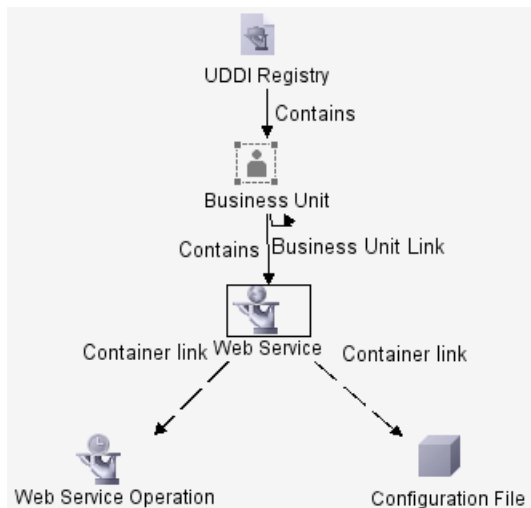 UDDI Registry
Contains
Business Unit
Contains
Business Unit Link
Web Service
Container link
Container link
Web Service Operation
Configuration File